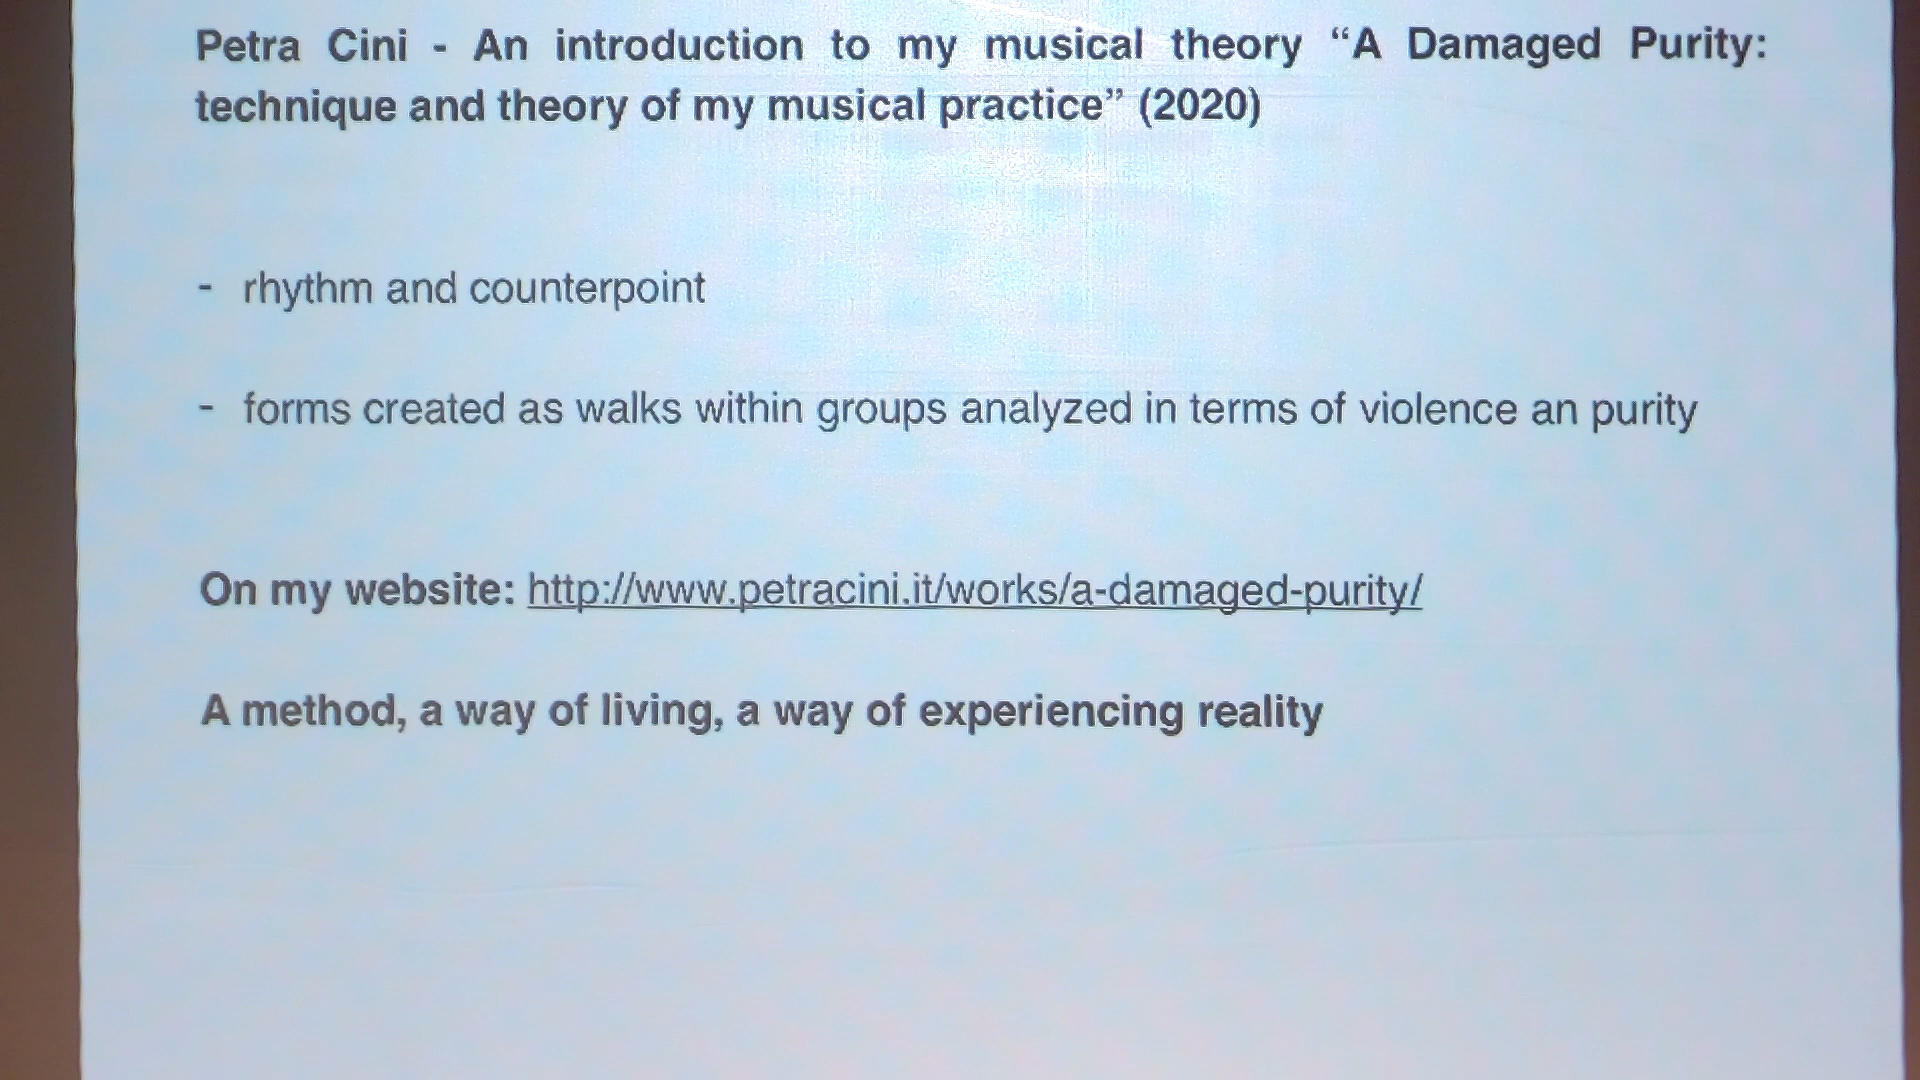 Petra Cini - An introduction to my musical theory “A Damaged Purity:
technique and theory of my musical practice” (2020)
- rhythm and counterpoint
- forms created as walks within groups analyzed in terms of violence an purity
On my website: http://www.petracini.it/works/a-damaged-purity/
A method, a way of living, a way of experiencing reality